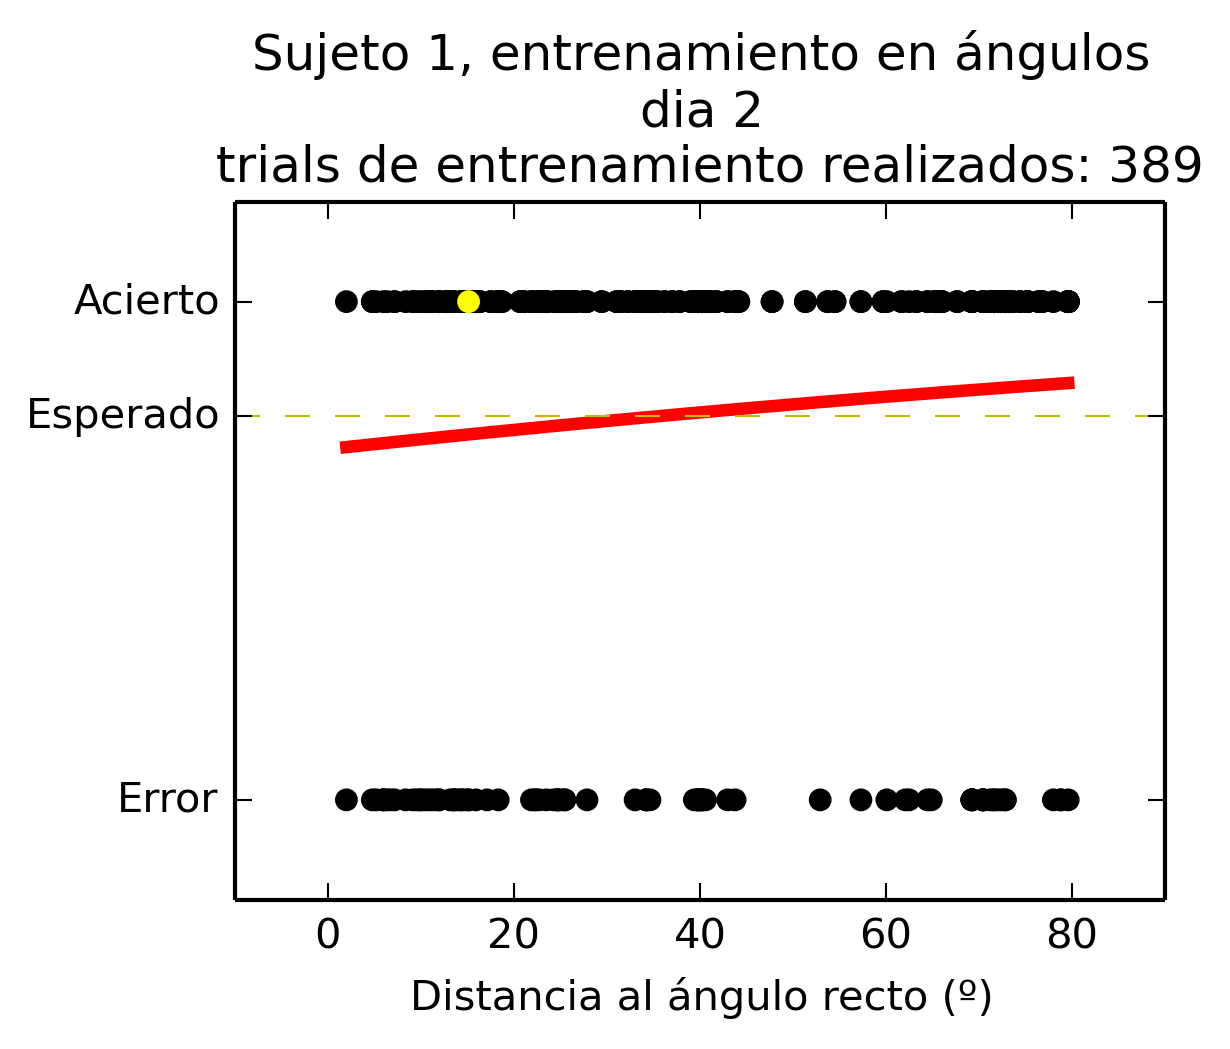 Sujeto 1, entrenamiento en ángulos
dia 2
trials de entrenamiento realizados: 389
Acierto
Esperado
Error
0 20 40 60 80
Distancia al ángulo recto (º)